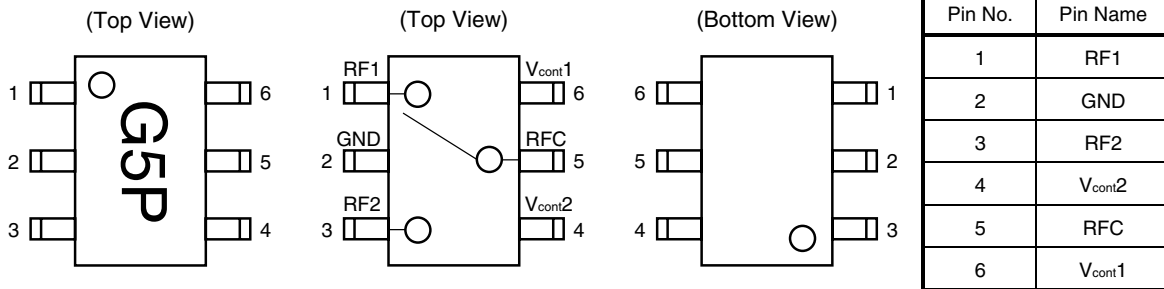 (Top View)
1
2
3
G5P
6
5
4
(Top View)
RF1
1
GND
2
RF2
3
Vcont1
6
RFC
5
Vcont2
4
(Bottom View)
6
5
4
1
2
3
Pin No. Pin Name
1 RF1
2 GND
3 RF2
4 Vcont2
5 RFC
6 Vcont1